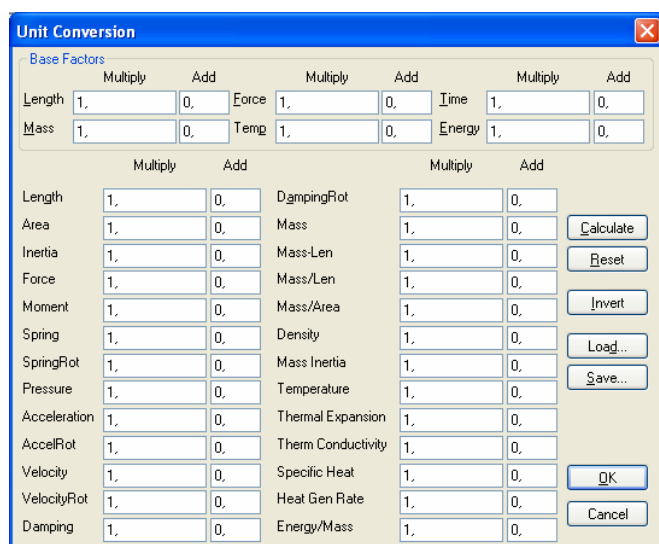 Unit Conversion
Base Factors
Multiply Add Multiply Add Multiply Add
Length 1, 0, Force 1, 0, Time 1, 0,
Mass 1, 0, Temp 1, 0, Energy 1, 0,
Multiply Add Multiply Add
Length 1, 0, DampingRot 1, 0,
Area 1, 0, Mass 1, 0, Calculate
Inertia 1, 0, Mass-Len 1, 0, Reset
Force 1, 0, Mass/Len 1, 0,
Moment 1, 0, Mass/Area 1, 0, Invert
Spring 1, 0, Density 1, 0, Load...
SpringRot 1, 0, Mass Inertia 1, 0,
Pressure 1, 0, Temperature 1, 0, Save...
Acceleration 1, 0, Thermal Expansion 1, 0,
AccelRot 1, 0, Therm Conductivity 1, 0,
Velocity 1, 0, Specific Heat 1, 0, OK
VelocityRot 1, 0, Heat Gen Rate 1, 0,
Damping 1, 0, Energy/Mass 1, 0, Cancel